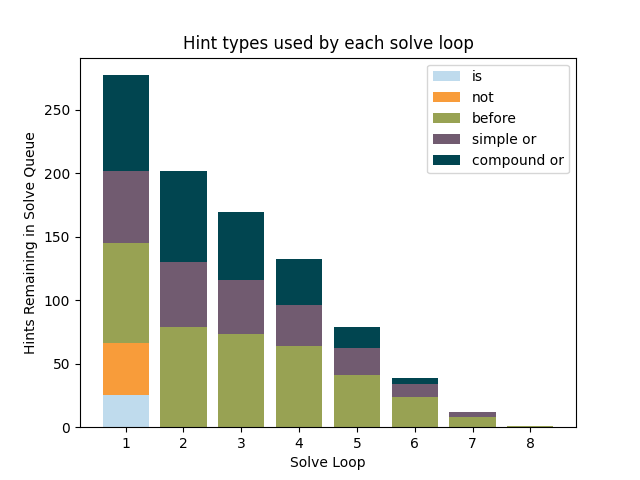 Hint types used by each solve loop
Hints Remaining in Solve Queue
250
200
150
100
50
0
is
not
before
simple or
compound or
1 2 3 4 5 6 7 8
Solve Loop